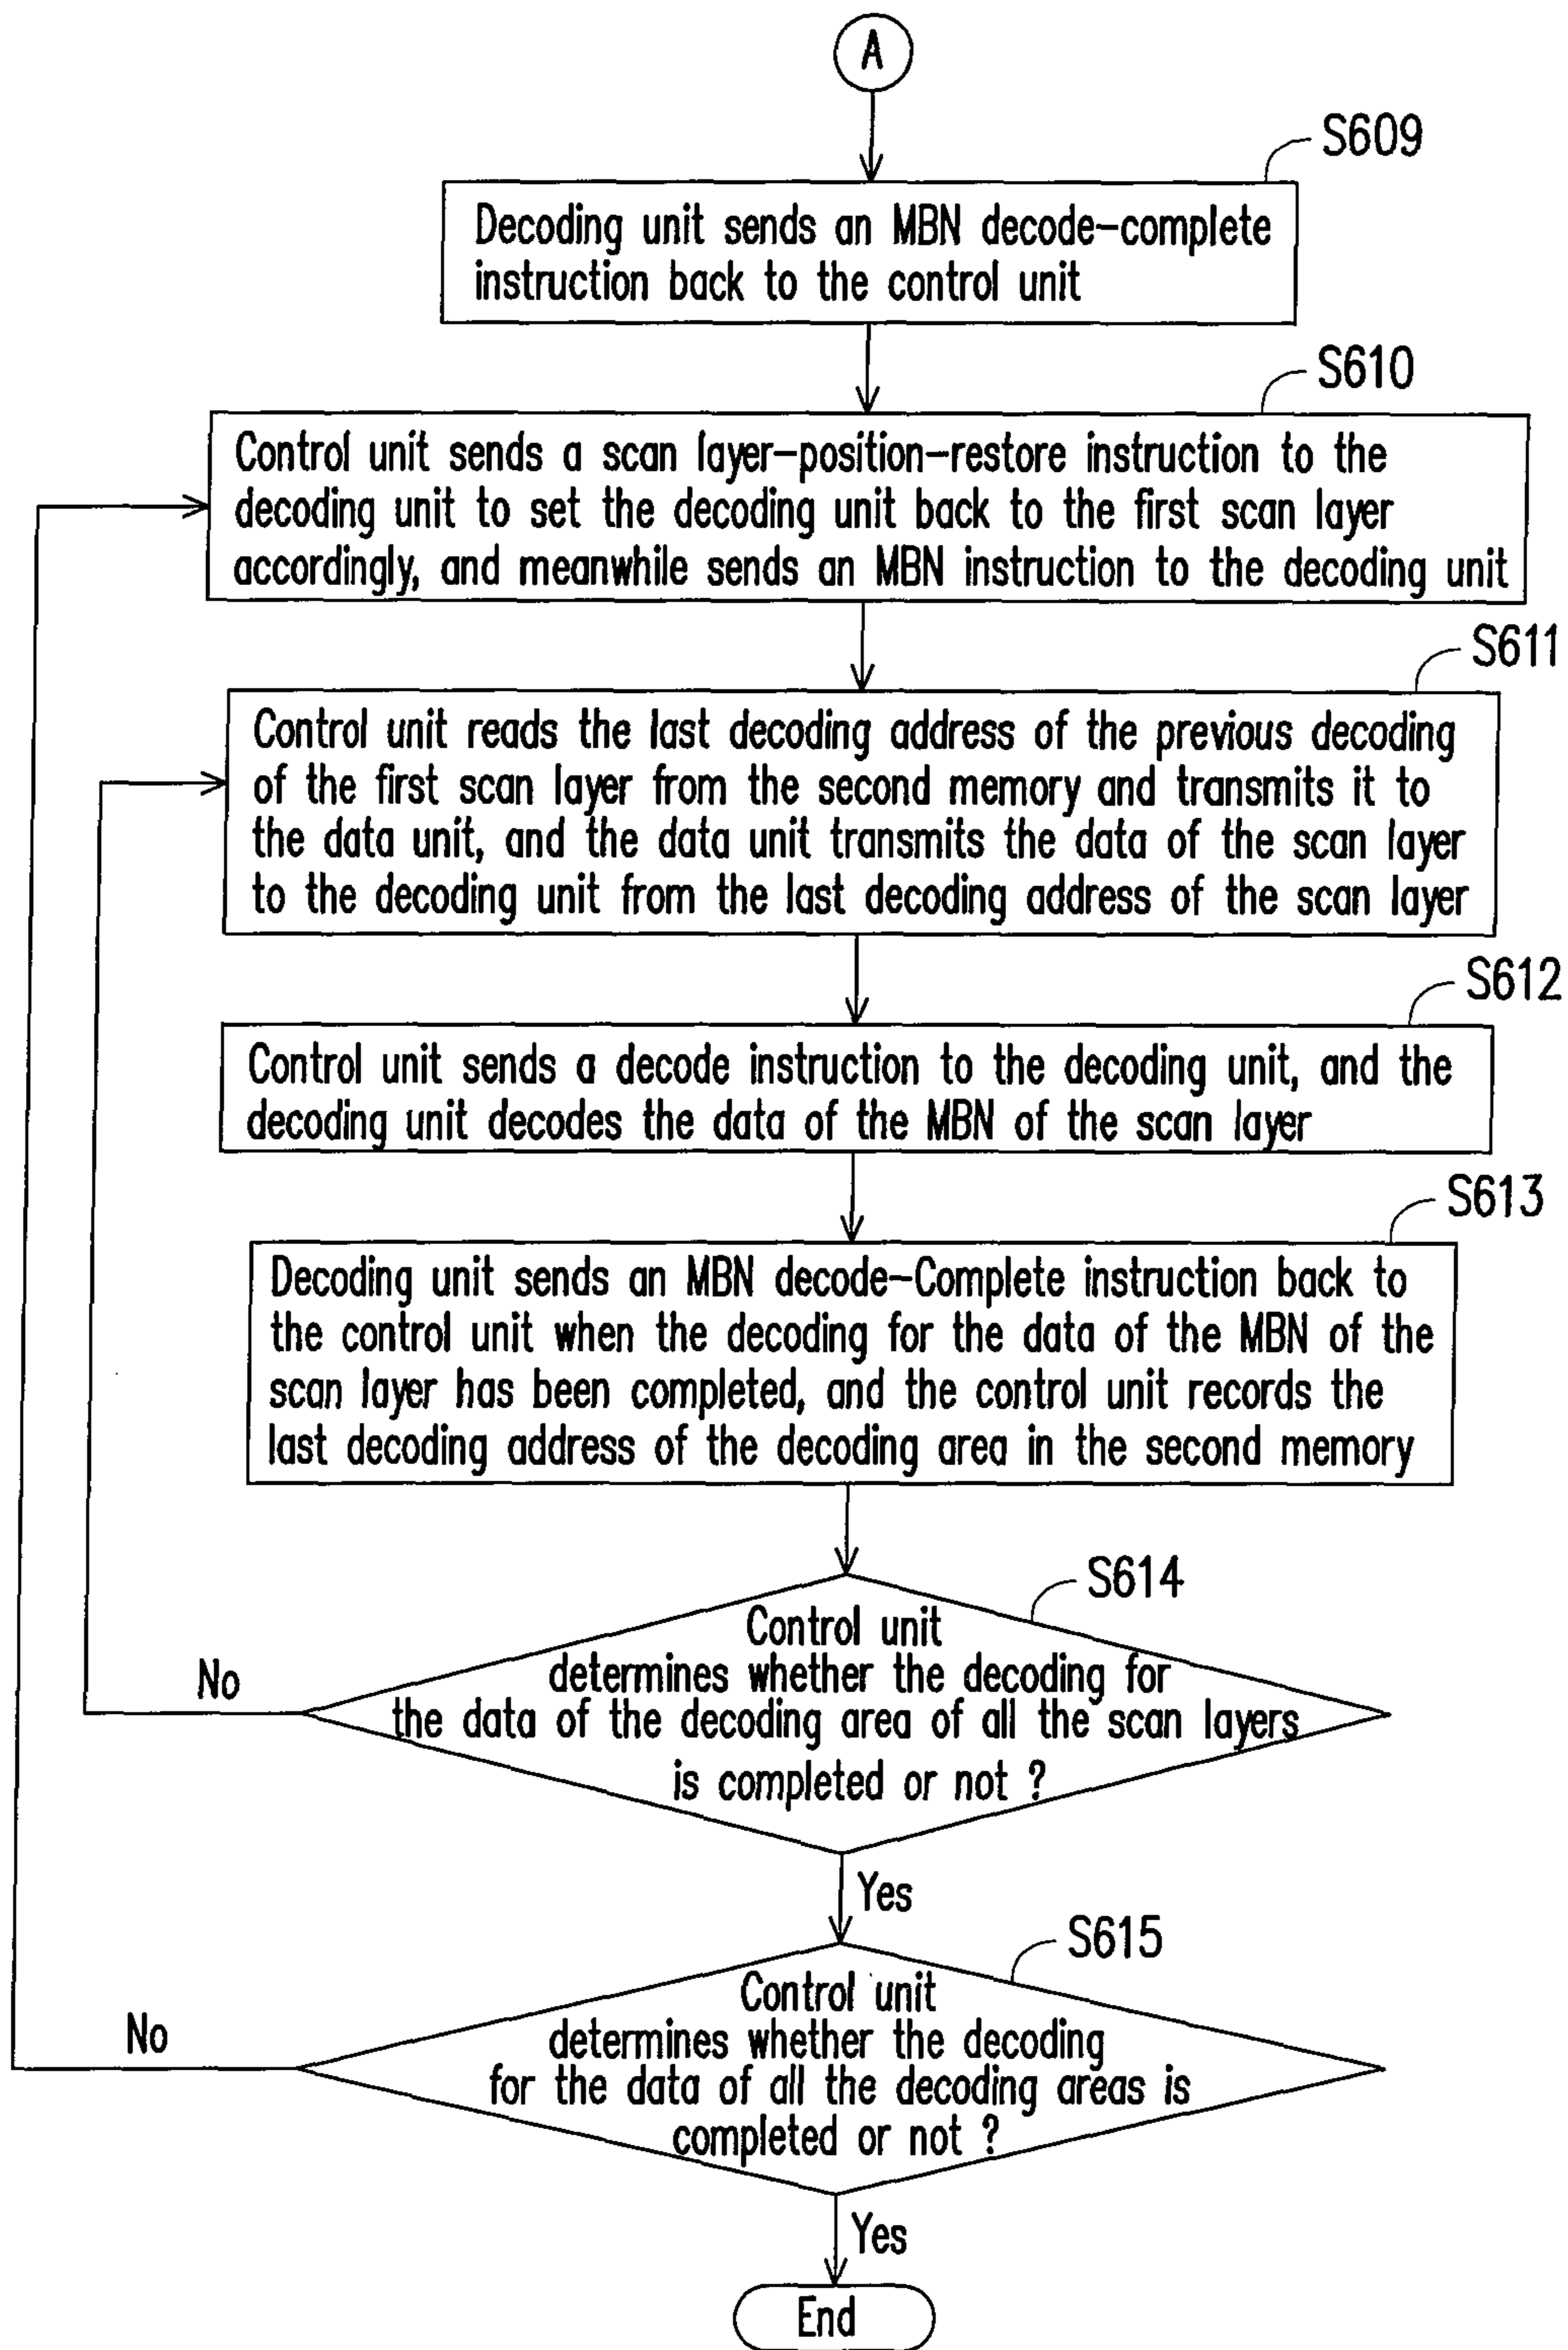 A
S609
Decoding unit sends an MBN decode-complete
instruction back to the control unit
S610
Control unit sends a scan layer-position-restore instruction to the
decoding unit to set the decoding unit back to the first scan layer
accordingly, and meanwhile sends an MBN instruction to the decoding unit
S611
Control unit reads the last decoding address of the previous decoding
of the first scan layer from the second memory and transmits it to
the data unit, and the data unit transmits the data of the scan layer
to the decoding unit from the last decoding address of the scan layer
S612
Control unit sends a decode instruction to the decoding unit, and the
decoding unit decodes the data of the MBN of the scan layer
S613
Decoding unit sends an MBN decode-Complete instruction back to
the control unit when the decoding for the data of the MBN of the
scan layer has been completed, and the control unit records the
last decoding address of the decoding area in the second memory
S614
Control unit
determines whether the decoding for
the data of the decoding area of all the scan layers
is completed or not ?
No
Yes
S615
Control unit
determines whether the decoding
for the data of all the decoding areas is
completed or not ?
No
Yes
End